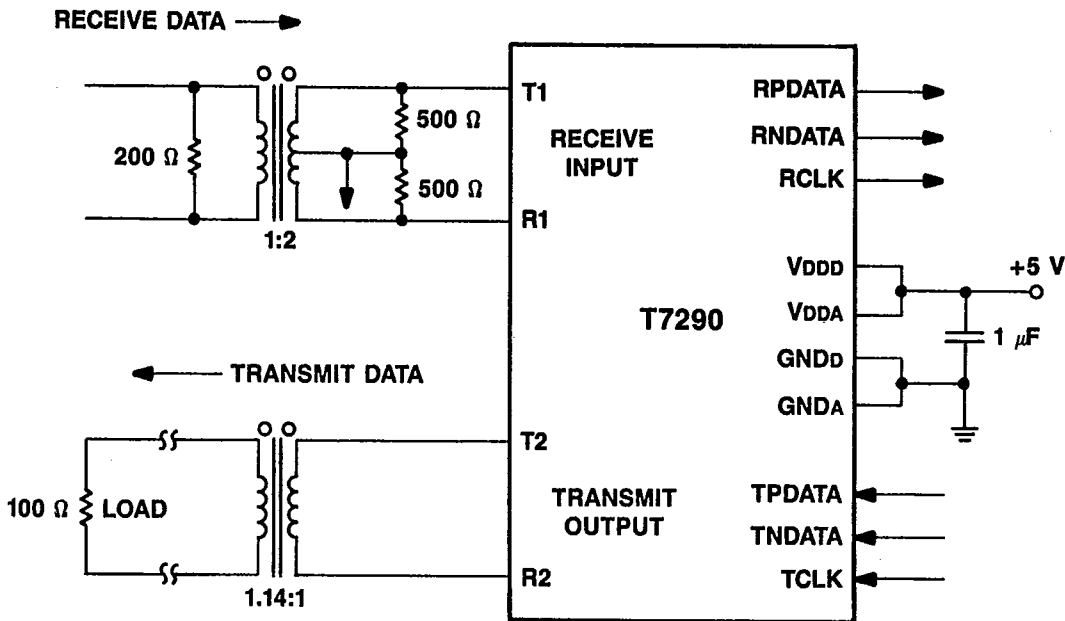 RECEIVE DATA
200 Ω
500 Ω
500 Ω
1:2
T1
R1
RECEIVE
INPUT
RPDATA
RNDATA
RCLK
VDDD
VDDA
GNDD
GNDA
+5 V
1 μF
T7290
TRANSMIT DATA
100 Ω
LOAD
1.14:1
T2
R2
TRANSMIT
OUTPUT
TPDATA
TNDATA
TCLK